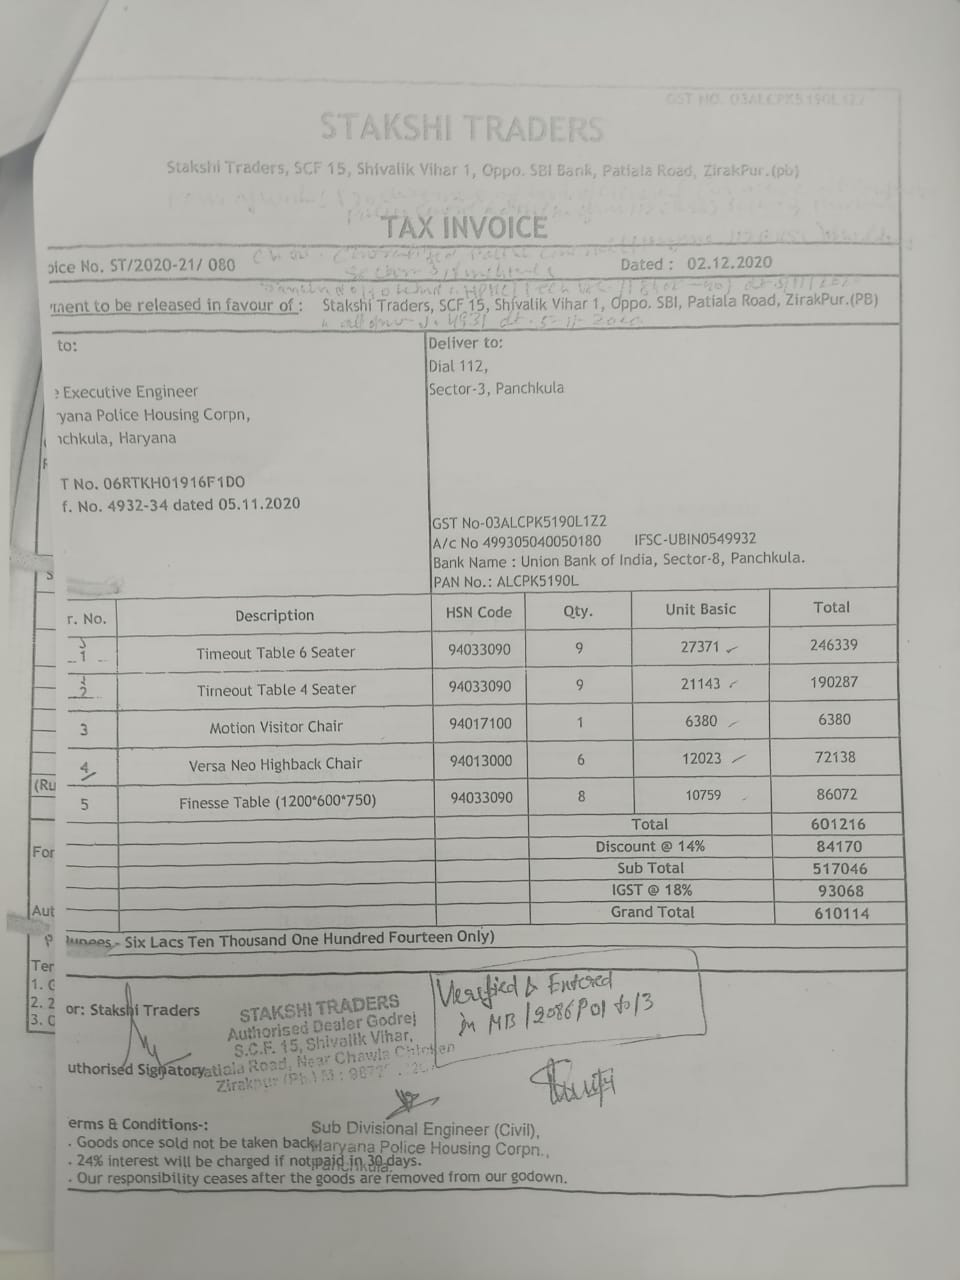 GST NO. 03ALCPK5190L1Z2
STAKSHI TRADERS
Stakshi Traders, SCF 15, Shivalik Vihar 1, Oppo. SBI Bank, Patiala Road, ZirakPur.(pb)
TAX INVOICE
oice No. ST/2020-21/ 080 Dated : 02.12.2020
ment to be released in favour of : Stakshi Traders, SCF 15, Shivalik Vihar 1, Oppo. SBI, Patiala Road, ZirakPur.(PB)
to:
e Executive Engineer
yana Police Housing Corpn,
nchkula, Haryana
T No. 06RTKH01916F1DO
f. No. 4932-34 dated 05.11.2020
Deliver to:
Dial 112,
Sector-3, Panchkula
GST No-03ALCPK5190L1Z2
A/c No 499305040050180 IFSC-UBIN0549932
Bank Name : Union Bank of India, Sector-8, Panchkula.
PAN No.: ALCPK5190L
r. No. Description HSN Code Qty. Unit Basic Total
1 Timeout Table 6 Seater 94033090 9 27371 246339
2 Timeout Table 4 Seater 94033090 9 21143 190287
3 Motion Visitor Chair 94017100 1 6380 6380
4 Versa Neo Highback Chair 94013000 6 12023 72138
5 Finesse Table (1200*600*750) 94033090 8 10759 86072
Total 601216
Discount @ 14% 84170
Sub Total 517046
IGST @ 18% 93068
Grand Total 610114
Rupees - Six Lacs Ten Thousand One Hundred Fourteen Only)
Verified & Entered
in MB/2086 P01 to/3
or: Stakshi Traders
STAKSHI TRADERS
Authorised Dealer Godrej
S.C.F. 15, Shivalik Vihar,
Patiala Road, Near Chawla Chicken
Zirakpur (Pb.) M : 
uthorised Signatory
Sub Divisional Engineer (Civil),
Haryana Police Housing Corpn.,
Panchkula.
erms & Conditions-:
. Goods once sold not be taken back
. 24% interest will be charged if not paid in 30 days.
. Our responsibility ceases after the goods are removed from our godown.
(Ru
For
Aut
Ter
1. G
2. 2
3. O